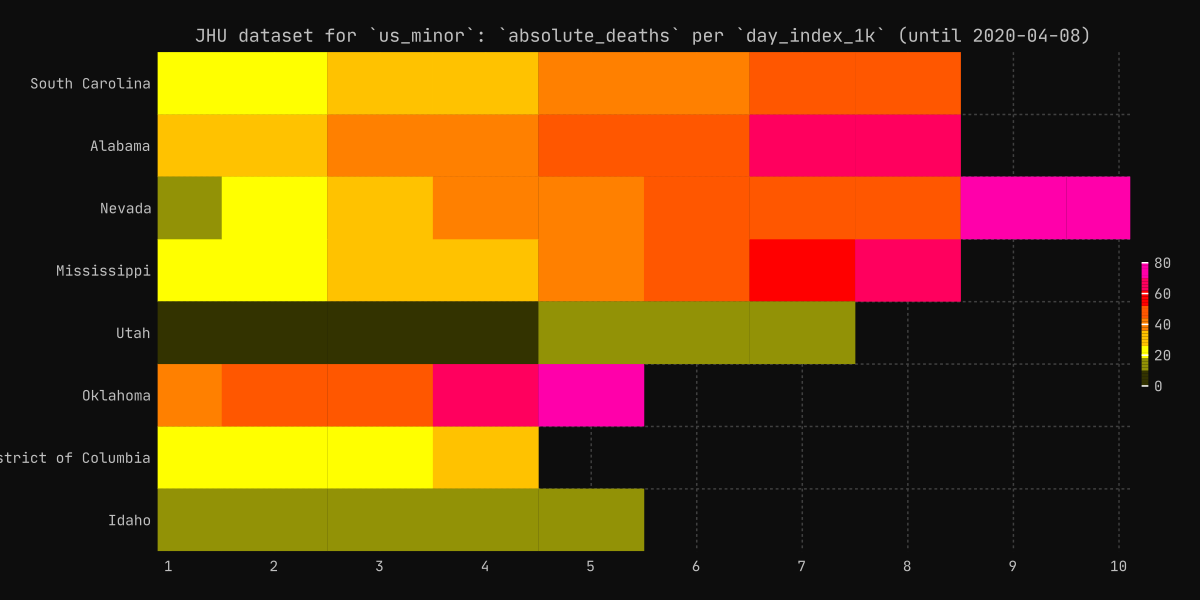 JHU dataset for `us_minor`: `absolute_deaths` per `day_index_1k` (until 2020-04-08)
South Carolina
Alabama
Nevada
Mississippi
Utah
Oklahoma
strict of Columbia
Idaho
80
60
40
20
0
1 2 3 4 5 6 7 8 9 10